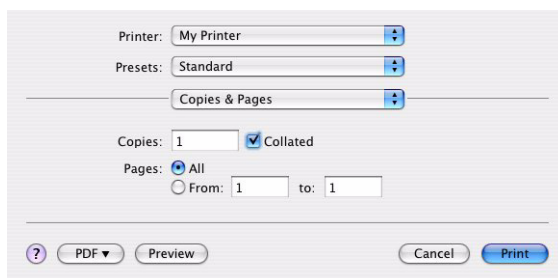 Printer: My Printer
Presets: Standard
Copies & Pages
Copies: 1 Collated
Pages: All
From: 1 to: 1
? PDF▼ Preview Cancel Print